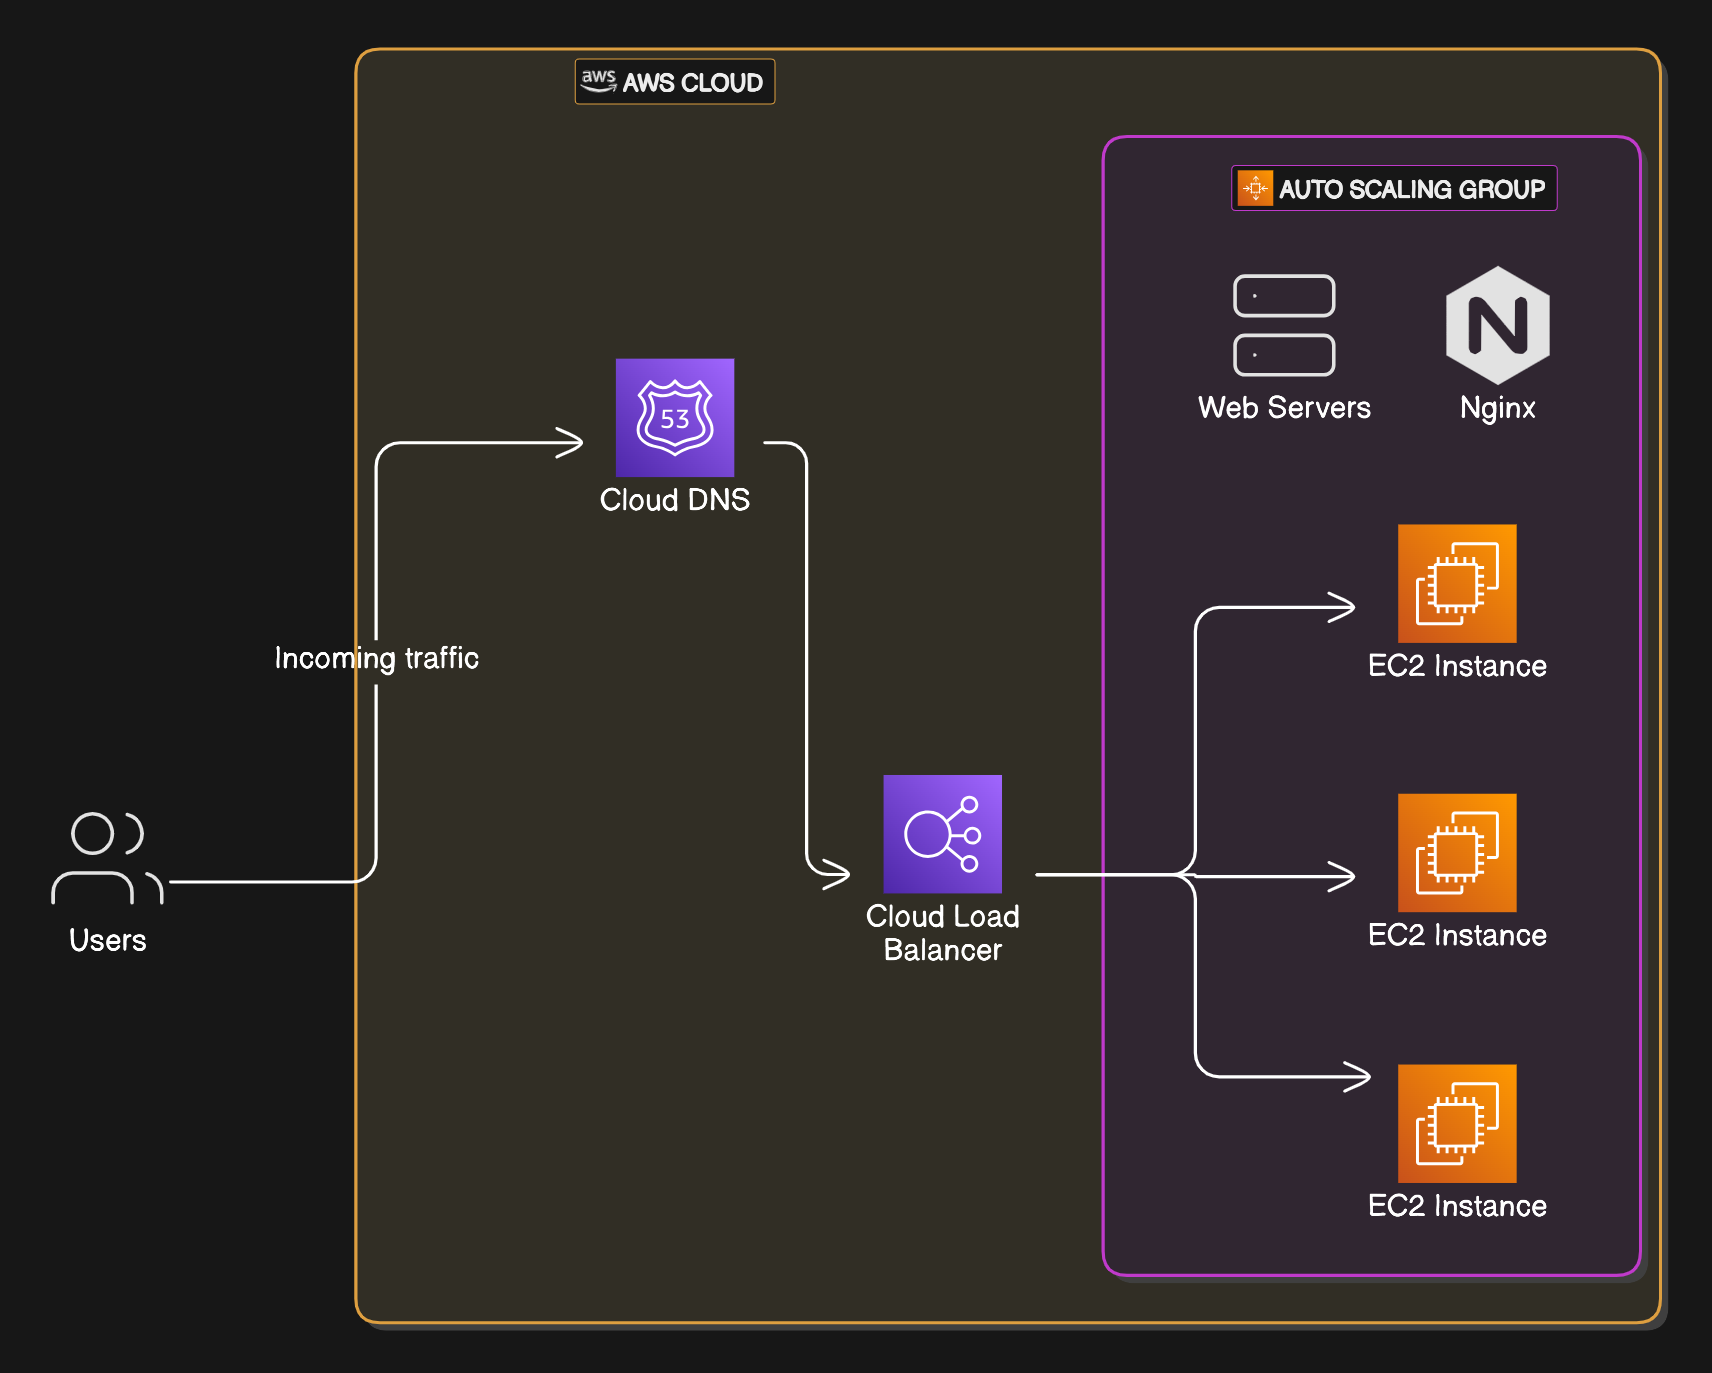 aws AWS CLOUD
AUTO SCALING GROUP
Web Servers
Nginx
53
Cloud DNS
Incoming traffic
EC2 Instance
Users
Cloud Load
Balancer
EC2 Instance
EC2 Instance